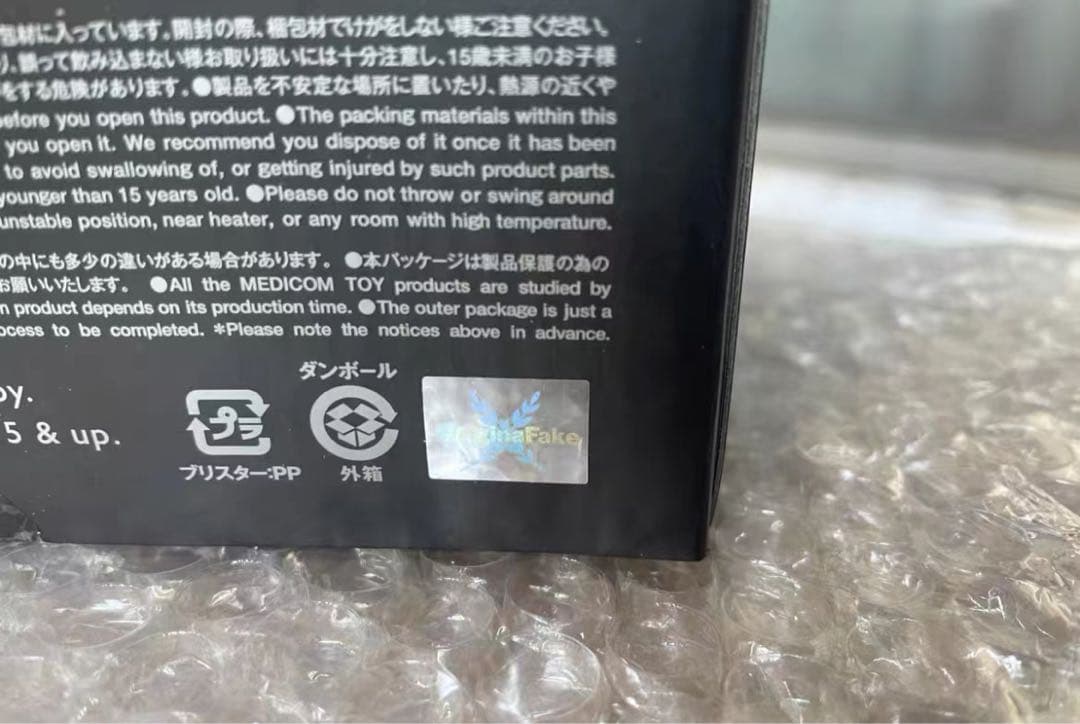 包材に入っています。開封の際、梱包材でけがをしない様ご注意ください。
り。誤って飲み込まない様お取り扱いには十分注意し、15歳未満のお子様
をする危険があります。●製品を不安定な場所に置いたり、熱源の近くや
before you open this product. ●The packing materials within this
you open it. We recommend you dispose of it once it has been
to avoid swallowing of, or getting injured by such product parts.
younger than 15 years old. ●Please do not throw or swing around
unstable position, near heater, or any room with high temperature.
の中にも多少の違いがある場合があります。 ●本パッケージは製品保護の為の
お願いいたします。 ●All the MEDICOM TOY products are studied by
n product depends on its production time. ●The outer package is just a
ocess to be completed. *Please note the notices above in advance.
oy.
5 & up.
プラ
ブリスター:PP
ダンボール
外箱
OriginalFake